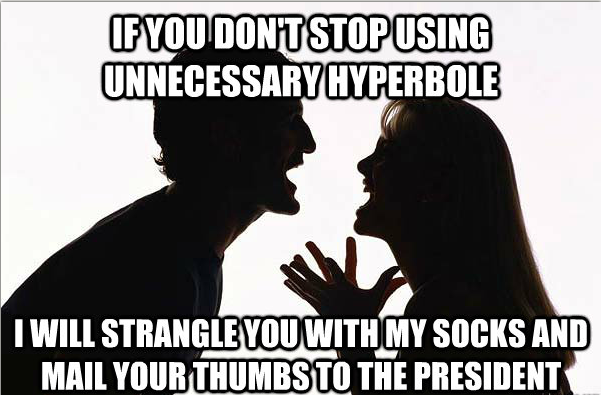 IF YOU DON'T STOP USING
UNNECESSARY HYPERBOLE
I WILL STRANGLE YOU WITH MY SOCKS AND
MAIL YOUR THUMBS TO THE PRESIDENT